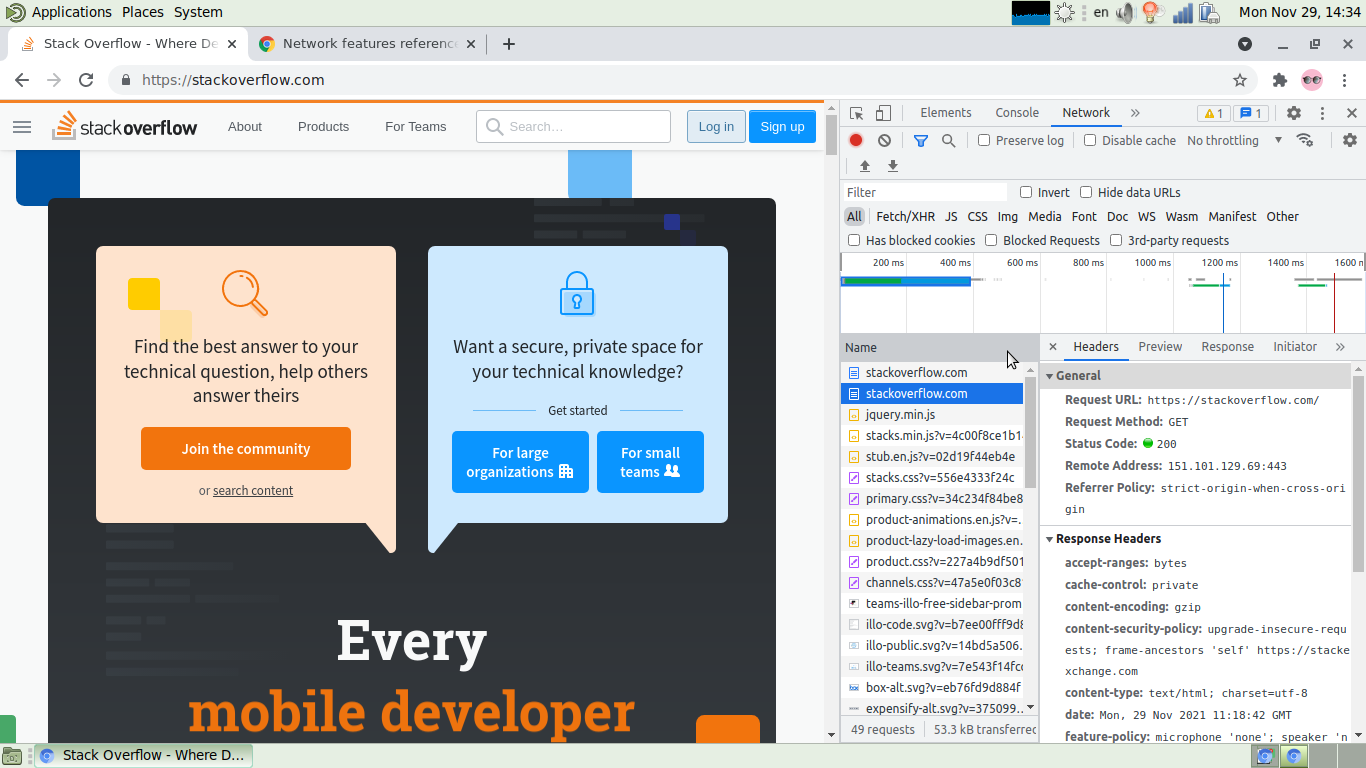 Applications Places System
en
Mon Nov 29, 14:34
Stack Overflow - Where De
Network features reference
https://stackoverflow.com
stackoverflow
About
Products
For Teams
Search…
Log in
Sign up
Find the best answer to your
technical question, help others
answer theirs
Join the community
or search content
Want a secure, private space for
your technical knowledge?
Get started
For large
organizations
For small
teams
Every
mobile developer
Elements
Console
Network
1
1
Preserve log
Disable cache
No throttling
Filter
Invert
Hide data URLs
All
Fetch/XHR JS CSS Img Media Font Doc WS Wasm Manifest Other
Has blocked cookies
Blocked Requests
3rd-party requests
200 ms
400 ms
600 ms
800 ms
1000 ms
1200 ms
1400 ms
1600 m
Name
stackoverflow.com
stackoverflow.com
jquery.min.js
stacks.min.js?v=4c00f8ce1b1
stub.en.js?v=02d19f44eb4e
stacks.css?v=556e4333f24c
primary.css?v=34c234f84be8
product-animations.en.js?v=…
product-lazy-load-images.en…
product.css?v=227a4b9df501
channels.css?v=47a5e0f03c8
teams-illo-free-sidebar-prom
illo-code.svg?v=b7ee00fff9d8
illo-public.svg?v=14bd5a506…
illo-teams.svg?v=7e543f14fcc
box-alt.svg?v=eb76fd9d884f
expensify-alt.svg?v=375099…
49 requests
53.3 kB transferred
Headers
Preview
Response
Initiator
General
Request URL: https://stackoverflow.com/
Request Method: GET
Status Code: 200
Remote Address: 151.101.129.69:443
Referrer Policy: strict-origin-when-cross-ori
gin
Response Headers
accept-ranges: bytes
cache-control: private
content-encoding: gzip
content-security-policy: upgrade-insecure-requ
ests; frame-ancestors 'self' https://stacke
xchange.com
content-type: text/html; charset=utf-8
date: Mon, 29 Nov 2021 11:18:42 GMT
feature-policy: microphone 'none'; speaker 'n
Stack Overflow - Where D…